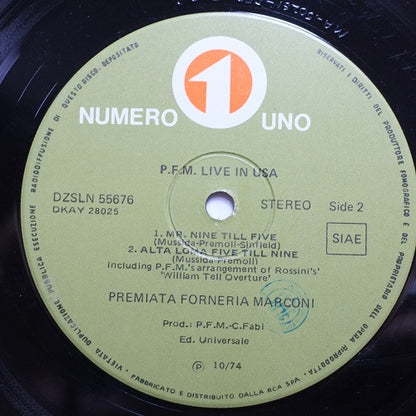 NUMERO 1 UNO
P.F.M. LIVE IN USA
DZSLN 55676
DKAY 28025
STEREO Side 2
1. MR. NINE TILL FIVE
(Mussida-Premoli-Sinfield)
2. ALTA LOMA FIVE TILL NINE
(Mussida-Premoli)
including P.F.M.'s arrangement of Rossini's
'William Tell Overture'
SIAE
PREMIATA FORNERIA MARCONI
Prod.: P.F.M.-C.Fabi
Ed. Universale
Ⓟ 10/74
VIETATA DUPLICAZIONE PUBBLICA ESECUZIONE RADIODIFFUSIONE DI QUESTO DISCO. DEPOSITATO
RISERVATI I DIRITTI DEL PRODUTTORE FONOGRAFICO E DEL PROPRIETARIO DELL'OPERA RIPRODOTTA
FABBRICATO E DISTRIBUITO DALLA RCA SPA